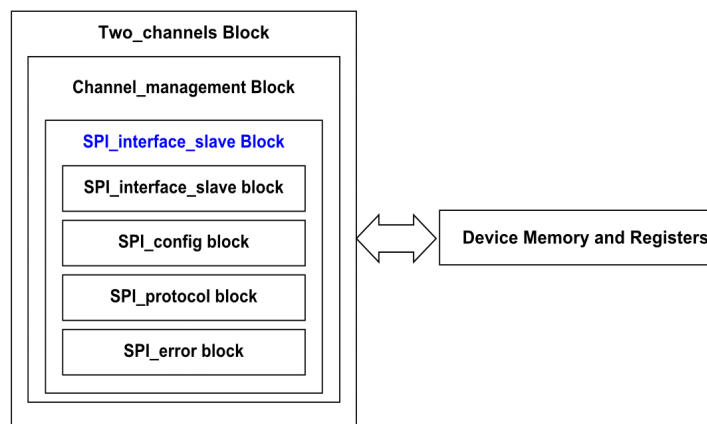 Two_channels Block
Channel_management Block
SPI_interface_slave Block
SPI_interface_slave block
SPI_config block
SPI_protocol block
SPI_error block
Device Memory and Registers